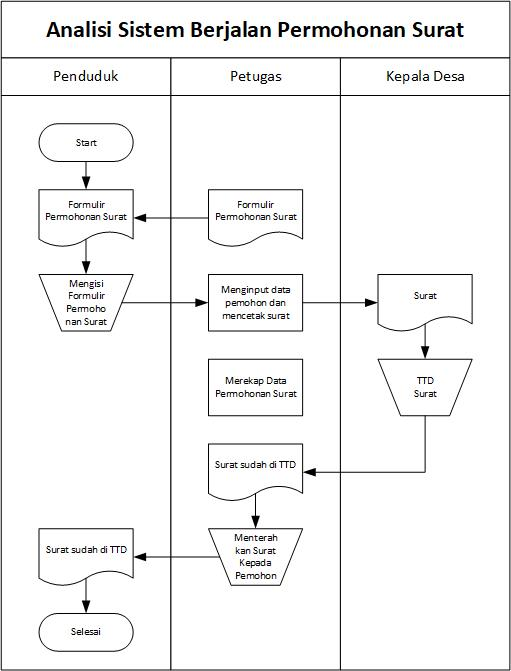 Analisi Sistem Berjalan Permohonan Surat
Penduduk
Petugas
Kepala Desa
Start
Formulir
Permohonan Surat
Formulir
Permohonan Surat
Mengisi
Formulir
Permoho
nan Surat
Menginput data
pemohon dan
mencetak surat
Surat
Merekap Data
Permohonan Surat
TTD
Surat
Surat sudah di TTD
Menterah
kan Surat
Kepada
Pemohon
Surat sudah di TTD
Selesai